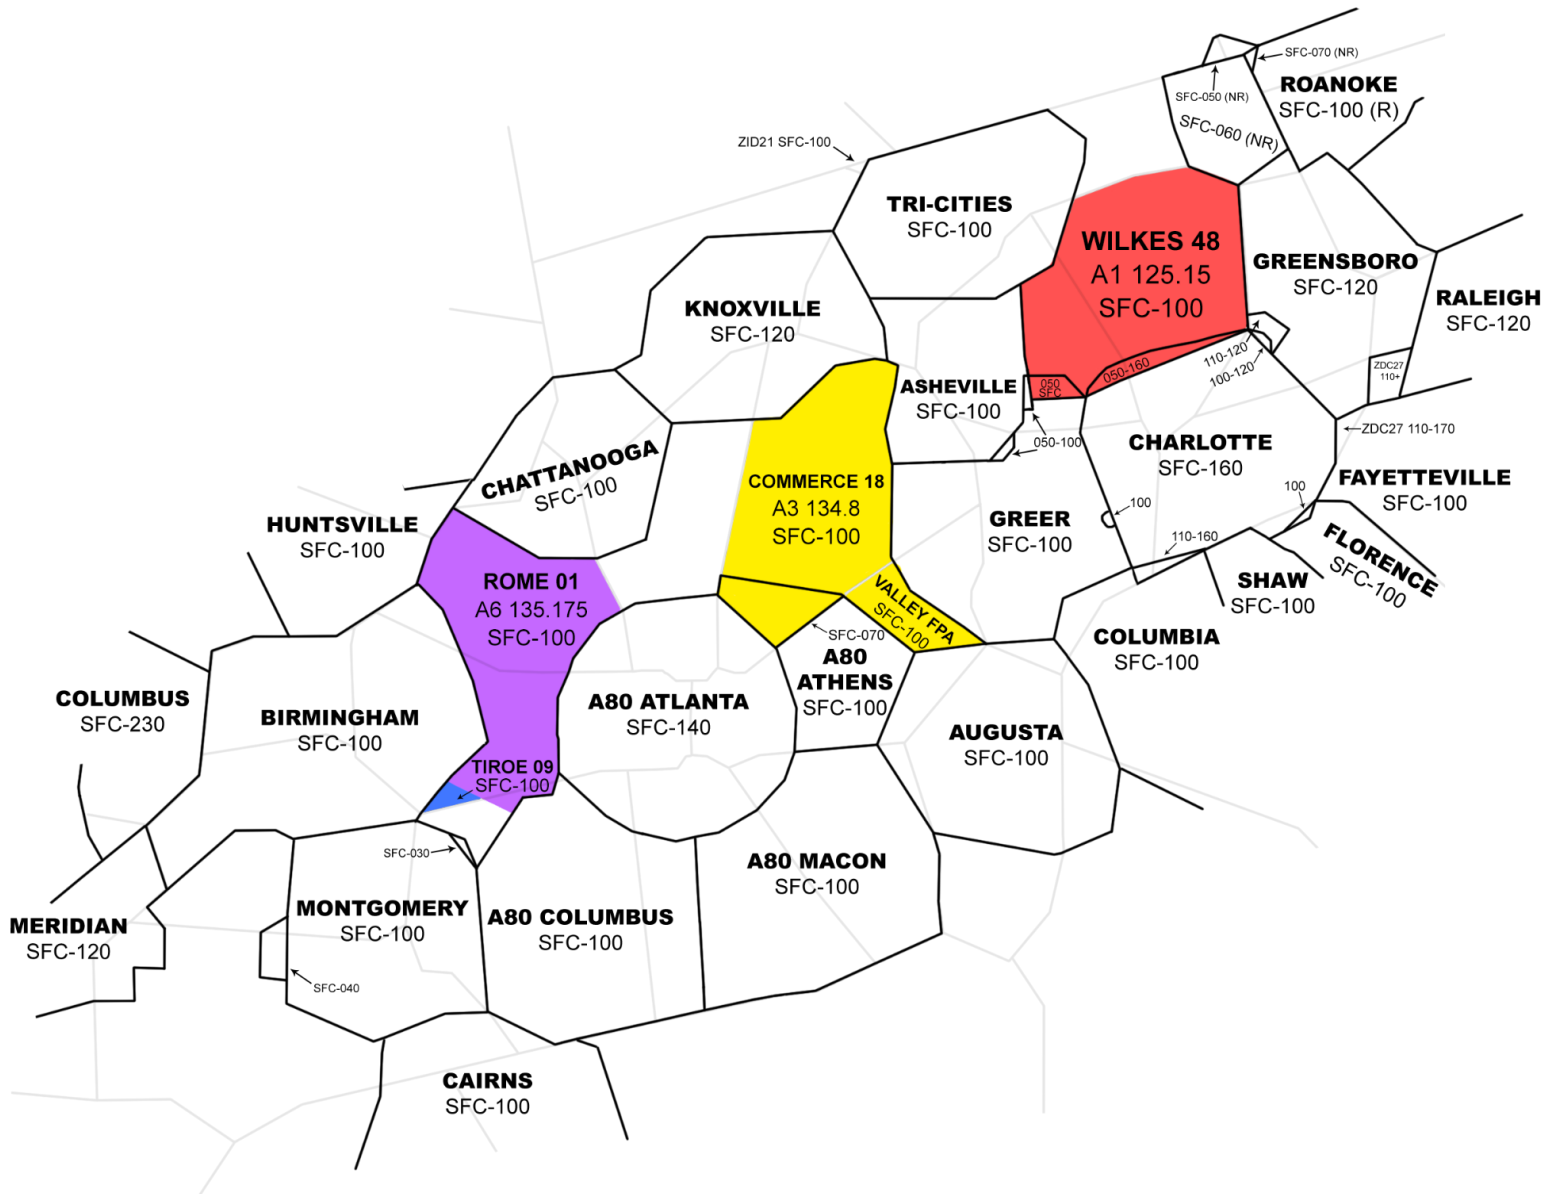 SFC-070 (NR)
ROANOKE
SFC-100 (R)
SFC-050 (NR)
SFC-060 (NR)
ZID21 SFC-100
TRI-CITIES
SFC-100
WILKES 48
A1 125.15
SFC-100
GREENSBORO
SFC-120
RALEIGH
SFC-120
KNOXVILLE
SFC-120
110-120
100-120
050-160
050
SFC
ZDC27
110+
ASHEVILLE
SFC-100
050-100
ZDC27 110-170
CHARLOTTE
SFC-160
CHATTANOOGA
SFC-100
COMMERCE 18
A3 134.8
SFC-100
FAYETTEVILLE
SFC-100
100
100
HUNTSVILLE
SFC-100
GREER
SFC-100
110-160
FLORENCE
SFC-100
ROME 01
A6 135.175
SFC-100
VALLEY FPA
SFC-100
SHAW
SFC-100
SFC-070
COLUMBIA
SFC-100
A80
ATHENS
SFC-100
COLUMBUS
SFC-230
BIRMINGHAM
SFC-100
A80 ATLANTA
SFC-140
AUGUSTA
SFC-100
TIROE 09
SFC-100
SFC-030
A80 MACON
SFC-100
MERIDIAN
SFC-120
MONTGOMERY
SFC-100
A80 COLUMBUS
SFC-100
SFC-040
CAIRNS
SFC-100